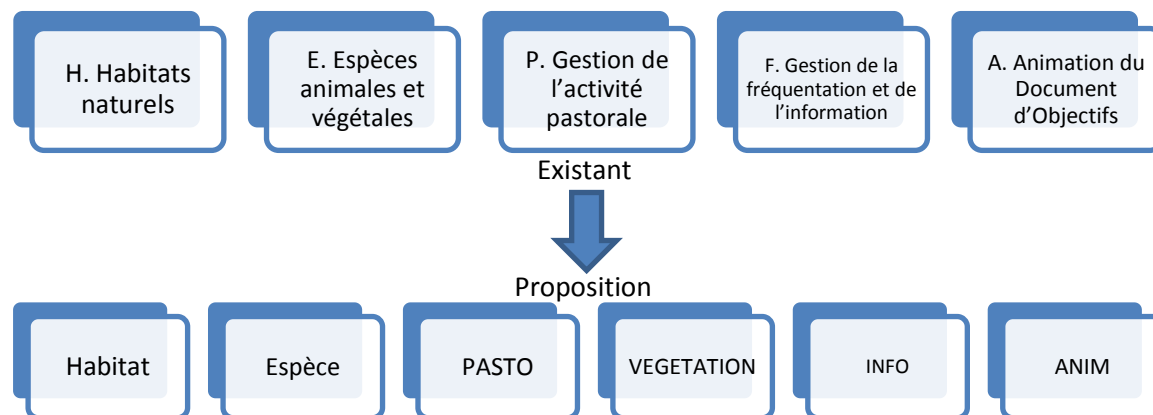 H. Habitats
naturels
E. Espèces
animales et
végétales
P. Gestion de
l’activité
pastorale
F. Gestion de la
fréquentation et de
l’information
A. Animation du
Document
d’Objectifs
Existant
Proposition
Habitat
Espèce
PASTO
VEGETATION
INFO
ANIM